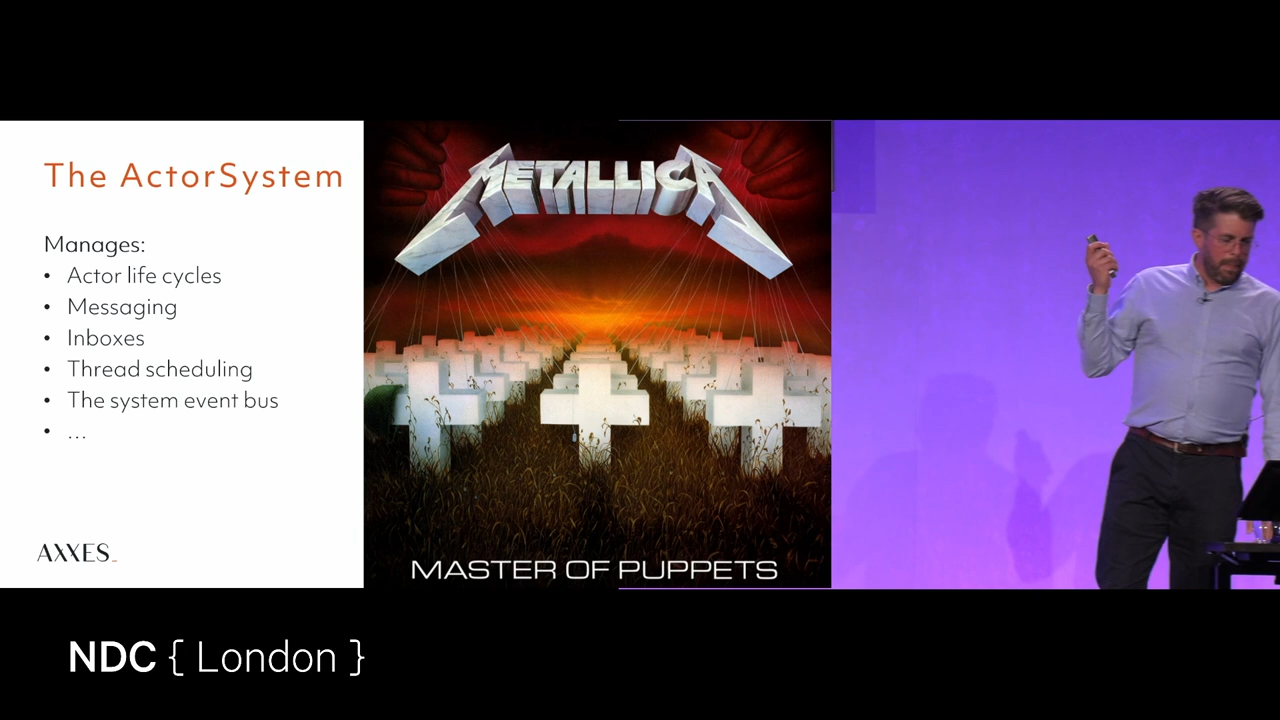 The ActorSystem
Manages:
• Actor life cycles
• Messaging
• Inboxes
• Thread scheduling
• The system event bus
• ...
AXXES_
METALLICA
MASTER OF PUPPETS
NDC { London }